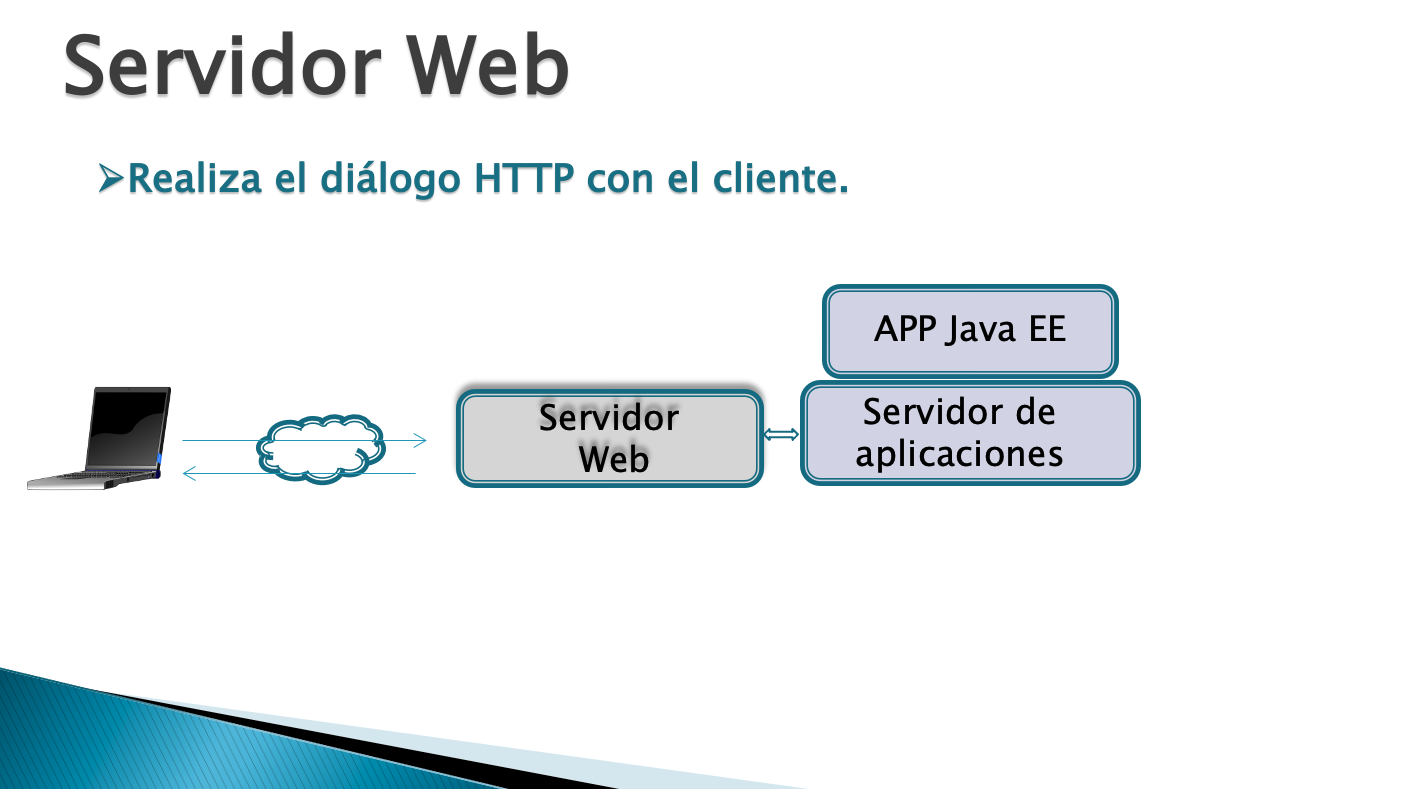 Servidor Web
➢Realiza el diálogo HTTP con el cliente.
APP Java EE
Servidor
Web
Servidor de
aplicaciones